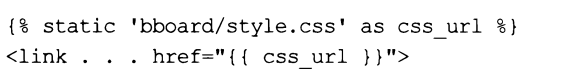 {% static 'bboard/style.css' as css_url %}
<link . . . href="{{ css_url }}">